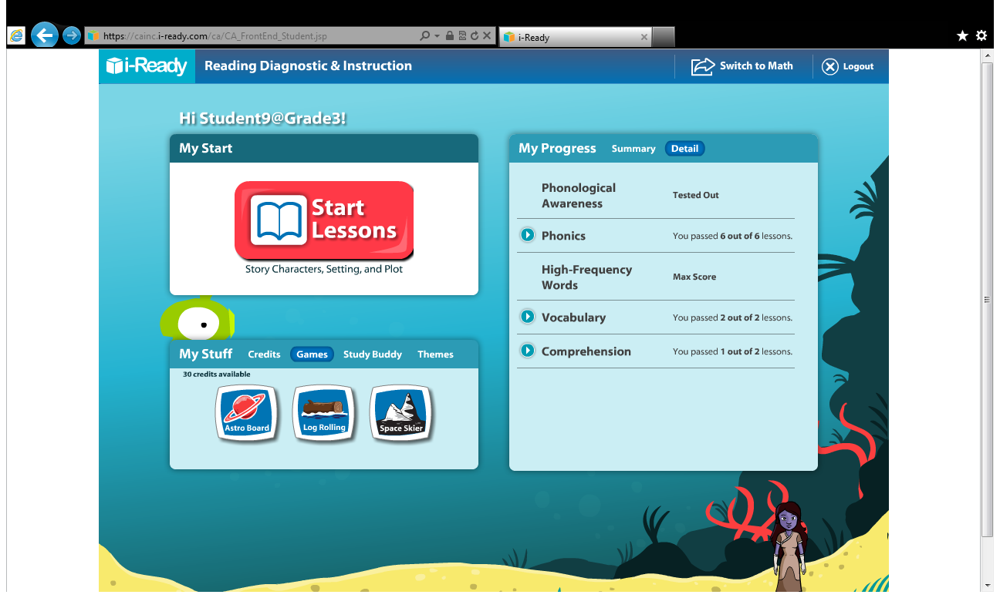 https://cainc.i-ready.com/ca/CA_FrontEnd_Student.jsp
i-Ready
i-Ready
Reading Diagnostic & Instruction
Switch to Math
Logout
Hi Student9@Grade3!
My Start
Start
Lessons
Story Characters, Setting, and Plot
My Stuff
Credits
Games
Study Buddy
Themes
30 credits available
Astro Board
Log Rolling
Space Skier
My Progress
Summary
Detail
Phonological
Awareness
Tested Out
Phonics
You passed 6 out of 6 lessons.
High-Frequency
Words
Max Score
Vocabulary
You passed 2 out of 2 lessons.
Comprehension
You passed 1 out of 2 lessons.